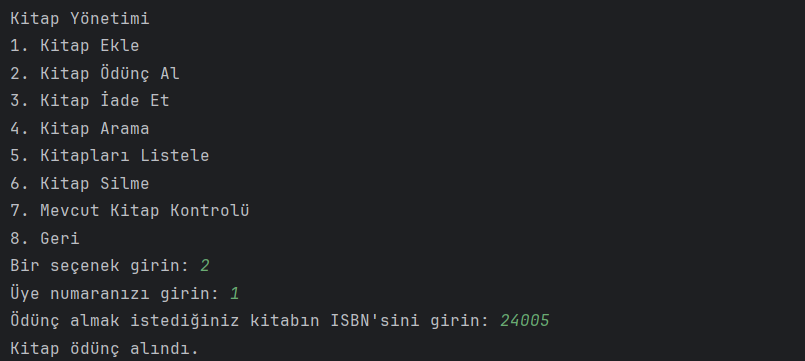 Kitap Yönetimi
1. Kitap Ekle
2. Kitap Ödünç Al
3. Kitap İade Et
4. Kitap Arama
5. Kitapları Listele
6. Kitap Silme
7. Mevcut Kitap Kontrolü
8. Geri
Bir seçenek girin: 2
Üye numaranızı girin: 1
Ödünç almak istediğiniz kitabın ISBN'sini girin: 24005
Kitap ödünç alındı.